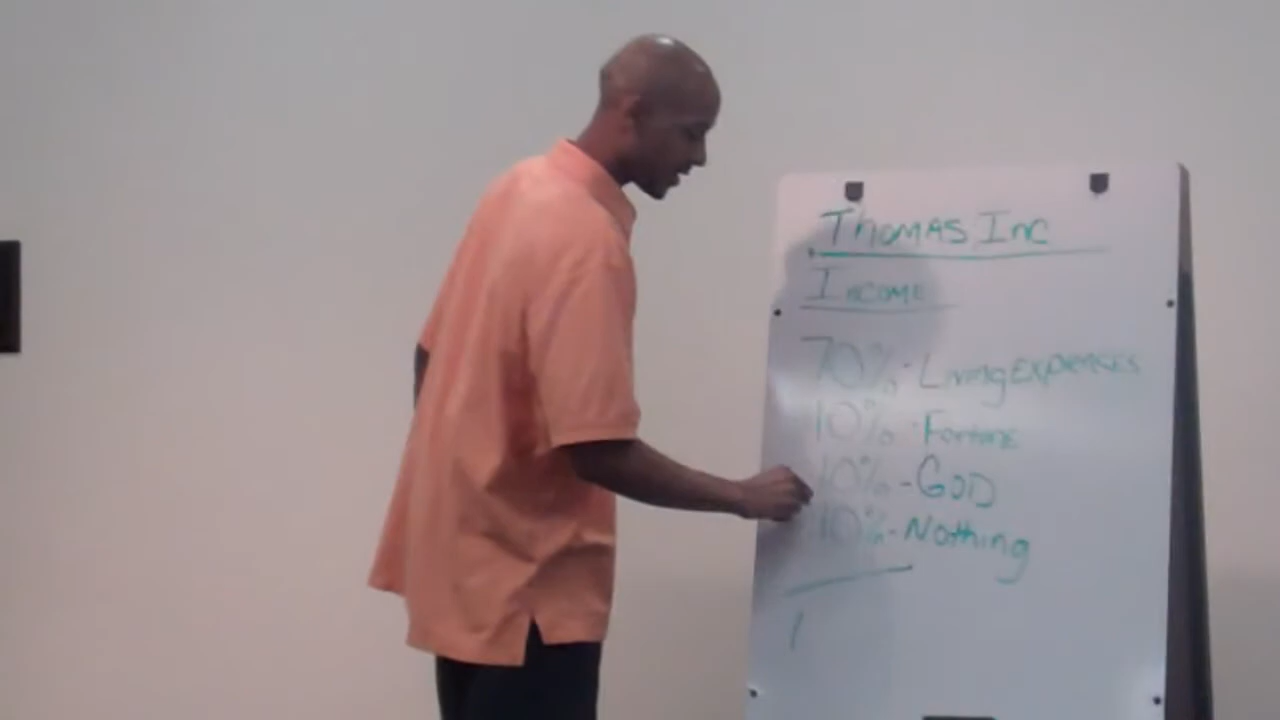 Thomas Inc
Income
70% - Living Expenses
10% - Fortune
10% - God
10% - Nothing